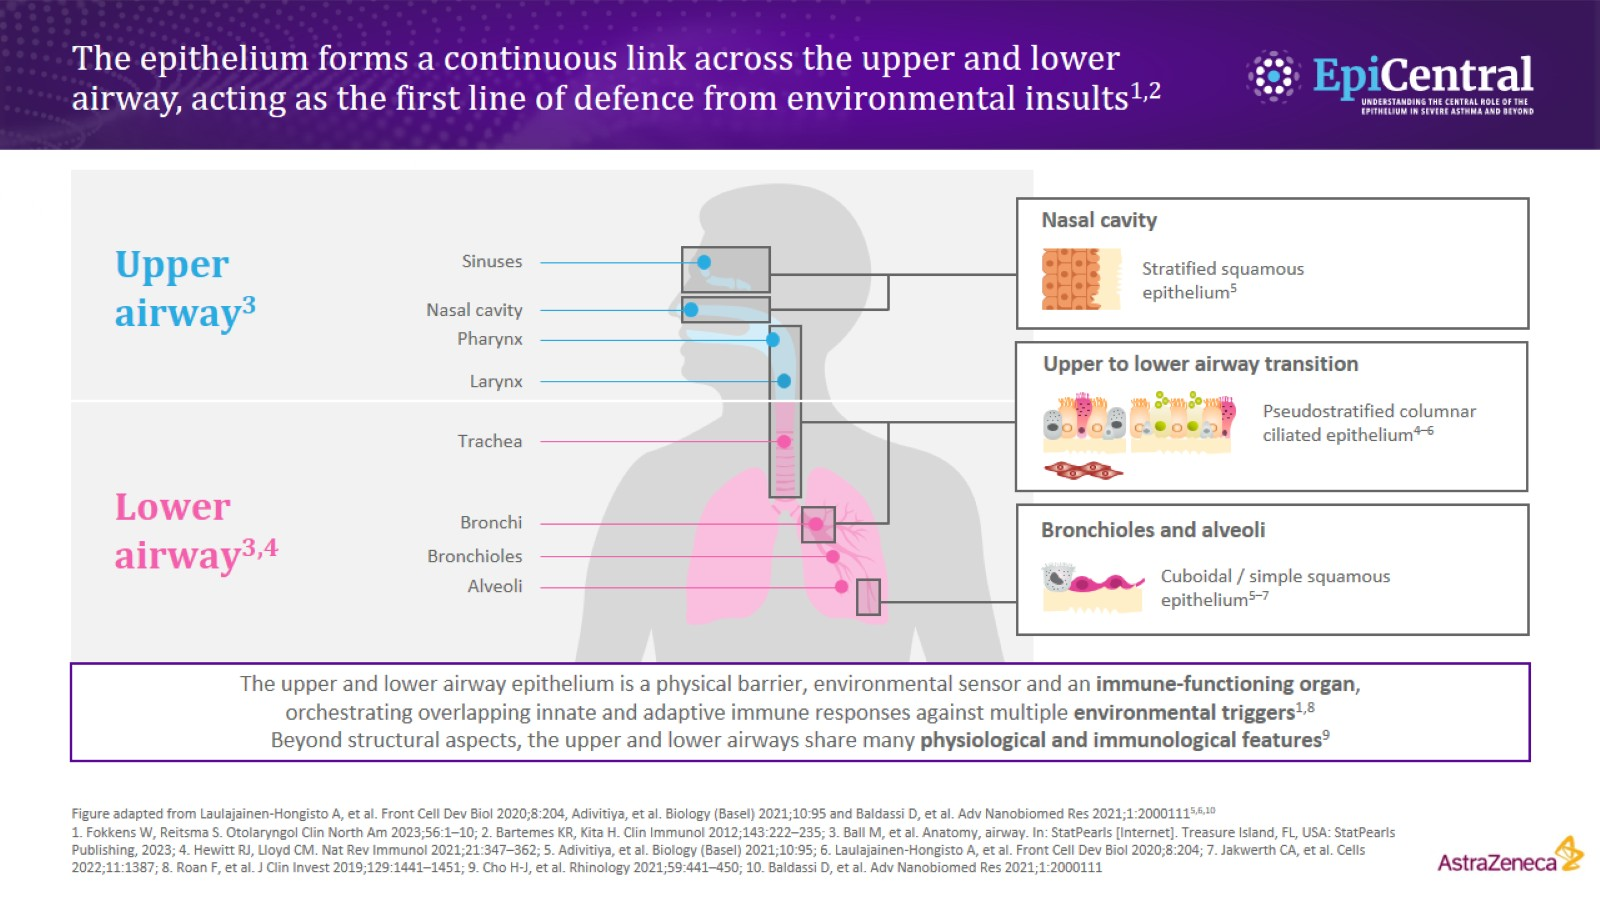 The epithelium forms a continuous link across the upper and lower
airway, acting as the first line of defence from environmental insults1,2
EpiCentral
UNDERSTANDING THE CENTRAL ROLE OF THE
EPITHELIUM IN SEVERE ASTHMA AND BEYOND
Upper
airway3
Sinuses
Nasal cavity
Pharynx
Larynx
Lower
airway3,4
Trachea
Bronchi
Bronchioles
Alveoli
Nasal cavity
Stratified squamous
epithelium5
Upper to lower airway transition
Pseudostratified columnar
ciliated epithelium4–6
Bronchioles and alveoli
Cuboidal / simple squamous
epithelium5–7
The upper and lower airway epithelium is a physical barrier, environmental sensor and an immune-functioning organ,
orchestrating overlapping innate and adaptive immune responses against multiple environmental triggers1,8
Beyond structural aspects, the upper and lower airways share many physiological and immunological features9
Figure adapted from Laulajainen-Hongisto A, et al. Front Cell Dev Biol 2020;8:204, Adivitiya, et al. Biology (Basel) 2021;10:95 and Baldassi D, et al. Adv Nanobiomed Res 2021;1:20001115,6,10
1. Fokkens W, Reitsma S. Otolaryngol Clin North Am 2023;56:1–10; 2. Bartemes KR, Kita H. Clin Immunol 2012;143:222–235; 3. Ball M, et al. Anatomy, airway. In: StatPearls [Internet]. Treasure Island, FL, USA: StatPearls
Publishing, 2023; 4. Hewitt RJ, Lloyd CM. Nat Rev Immunol 2021;21:347–362; 5. Adivitiya, et al. Biology (Basel) 2021;10:95; 6. Laulajainen-Hongisto A, et al. Front Cell Dev Biol 2020;8:204; 7. Jakwerth CA, et al. Cells
2022;11:1387; 8. Roan F, et al. J Clin Invest 2019;129:1441–1451; 9. Cho H-J, et al. Rhinology 2021;59:441–450; 10. Baldassi D, et al. Adv Nanobiomed Res 2021;1:2000111
AstraZeneca